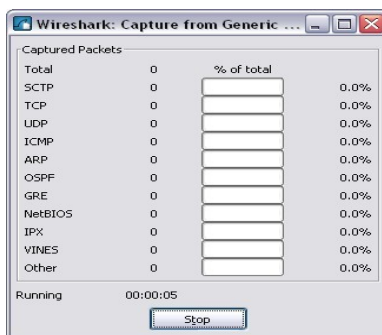 Wireshark: Capture from Generic ...
Captured Packets
Total 0 % of total
SCTP 0 0.0%
TCP 0 0.0%
UDP 0 0.0%
ICMP 0 0.0%
ARP 0 0.0%
OSPF 0 0.0%
GRE 0 0.0%
NetBIOS 0 0.0%
IPX 0 0.0%
VINES 0 0.0%
Other 0 0.0%
Running 00:00:05
Stop